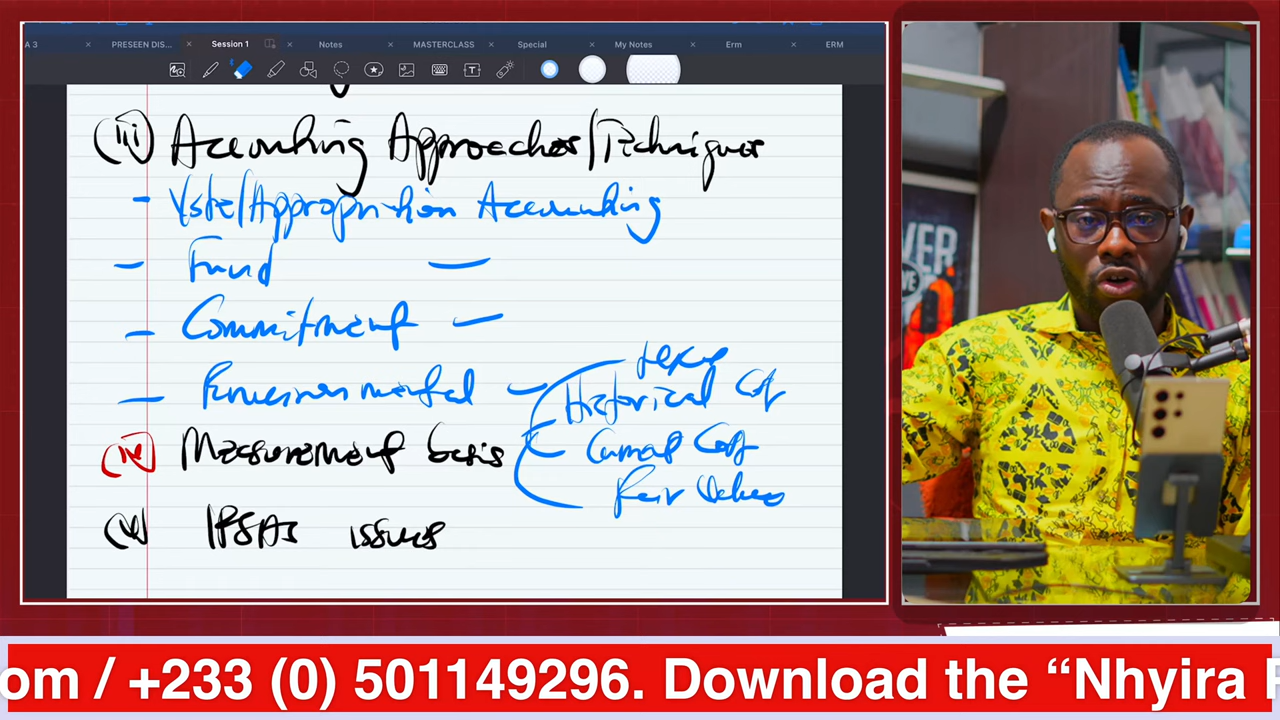 A 3
PRESEEN DIS...
Session 1
Notes
MASTERCLASS
Special
My Notes
Erm
ERM
(iii) Accounting Approaches/Techniques
- Vote/Appropriation Accounting
- Fund —
- Commitment —
- —
Historical Cost
Current Cost
Fair Values
(iv) Measurement basis
(v) IPSAS issues
om / +233 (0) 501149296. Download the “Nhyira